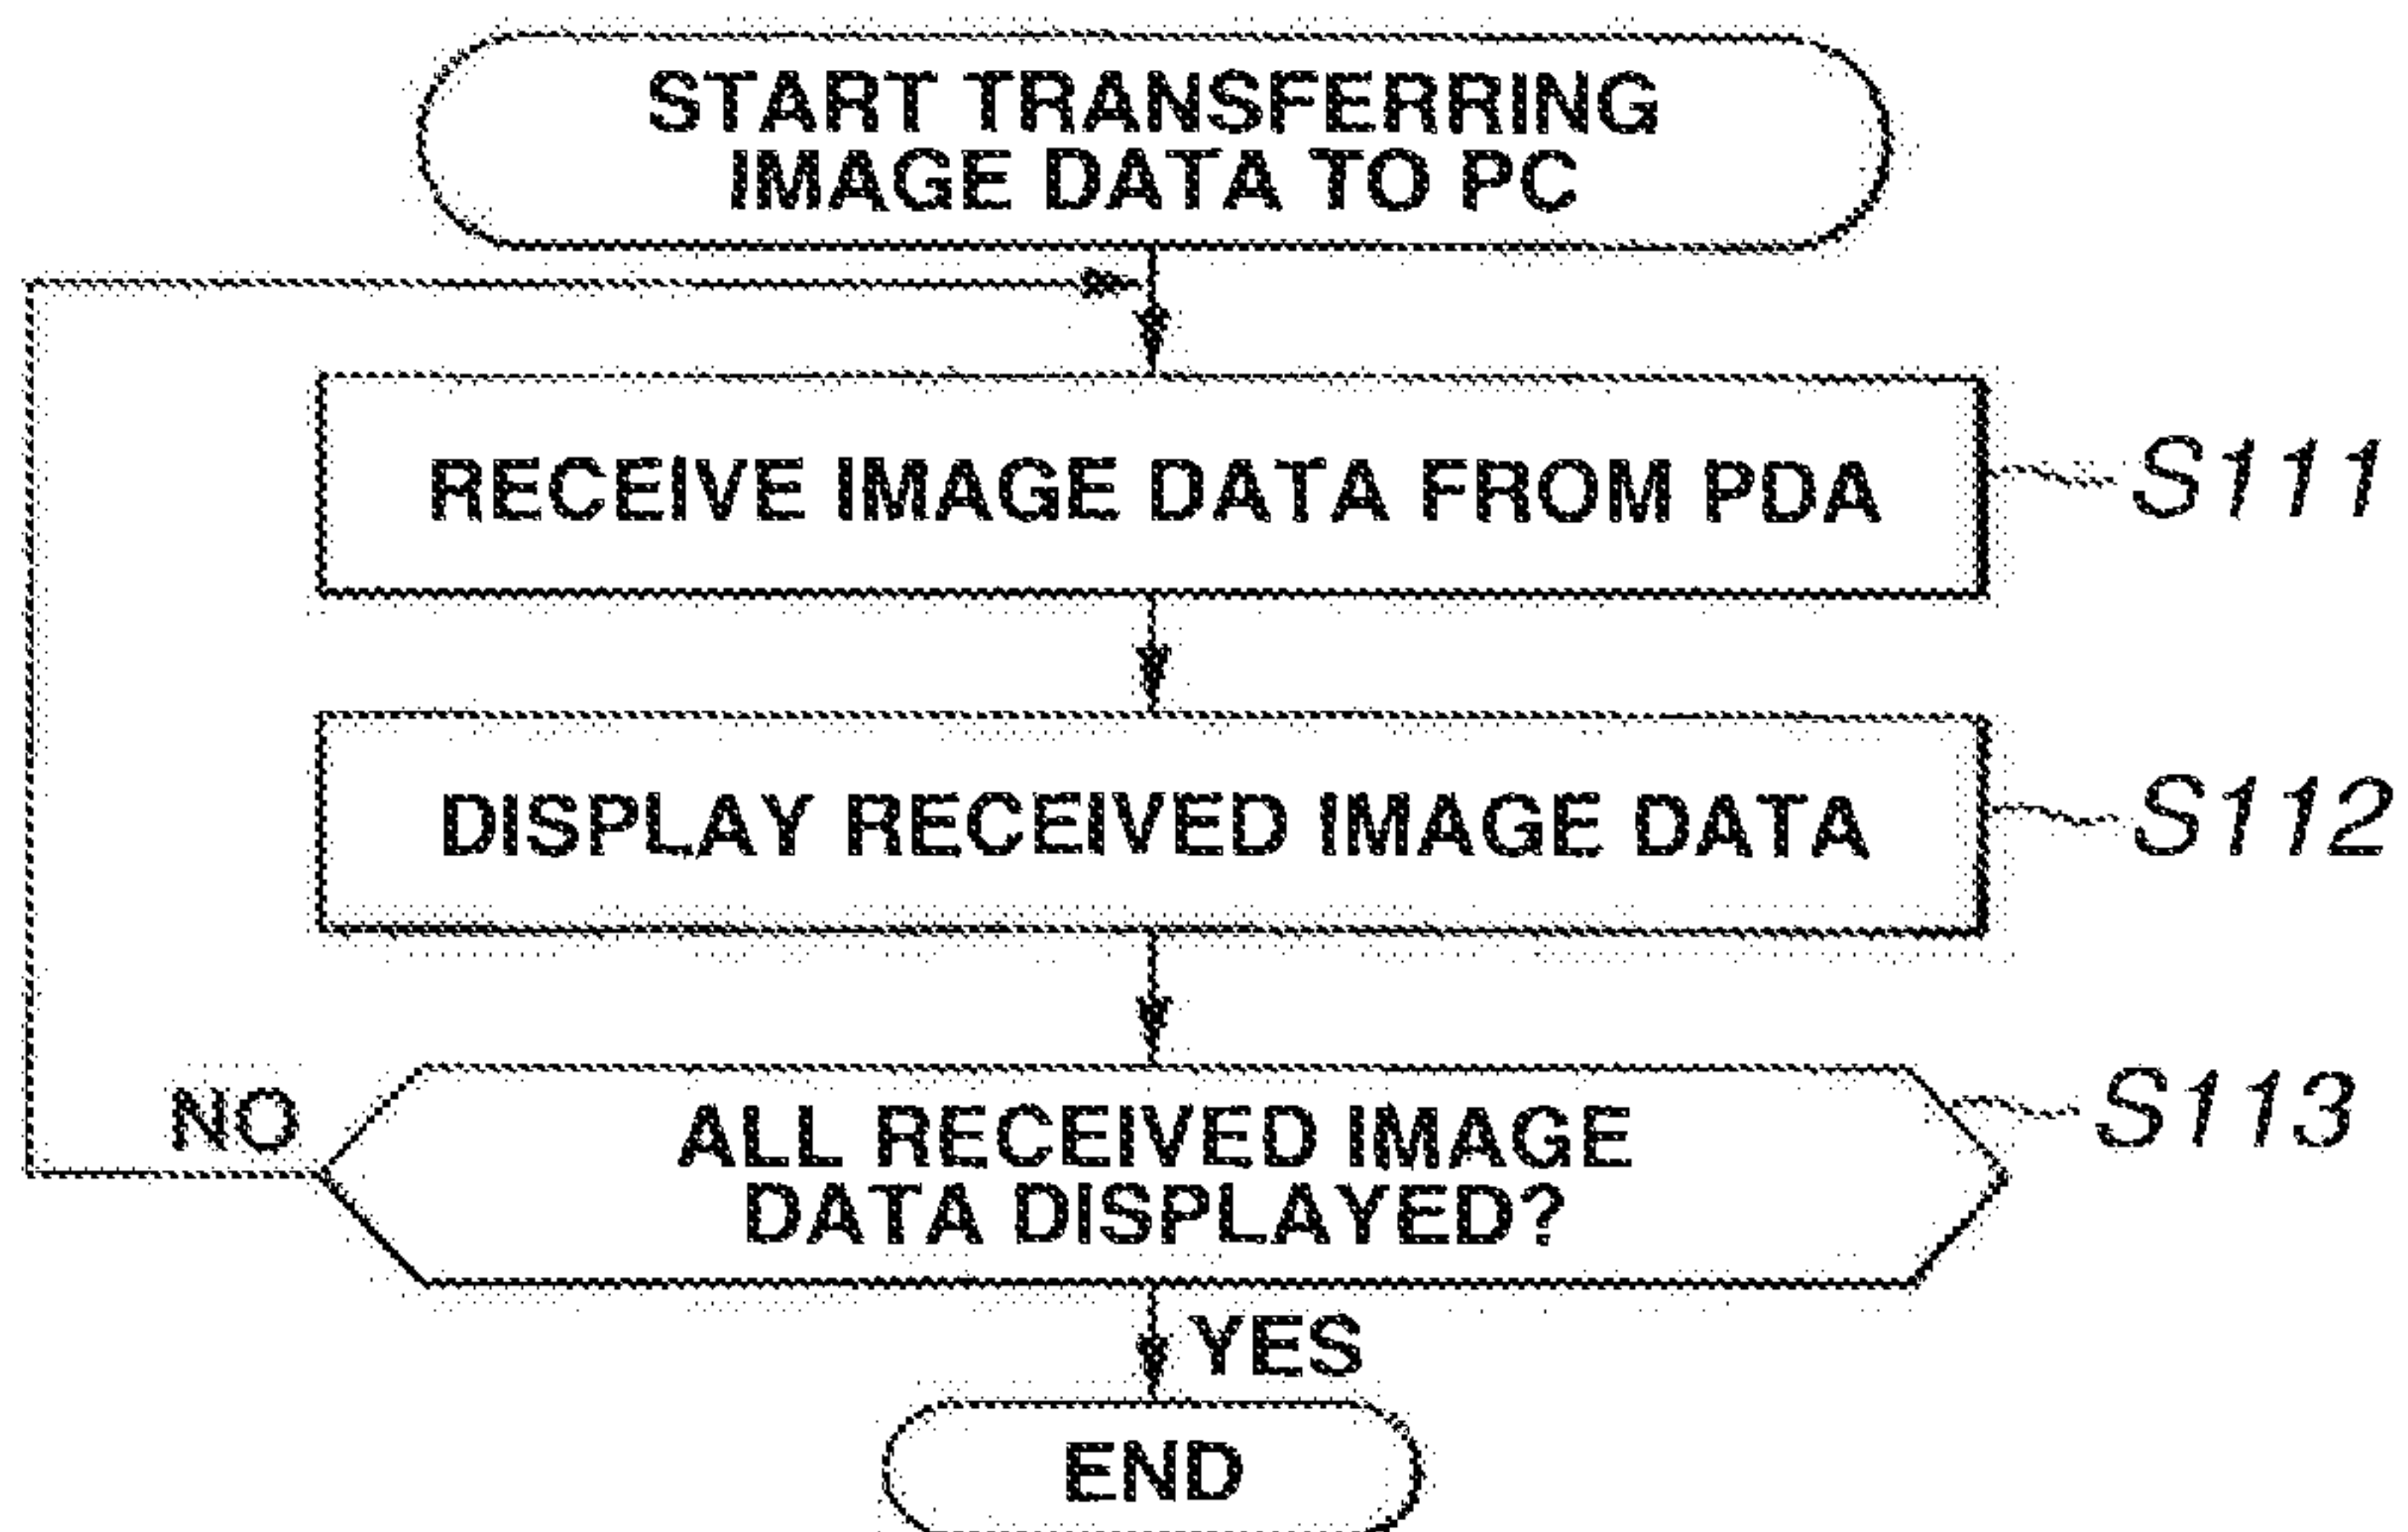 START TRANSFERRING
IMAGE DATA TO PC
RECEIVE IMAGE DATA FROM PDA
S111
DISPLAY RECEIVED IMAGE DATA
S112
NO
ALL RECEIVED IMAGE
DATA DISPLAYED?
S113
YES
END